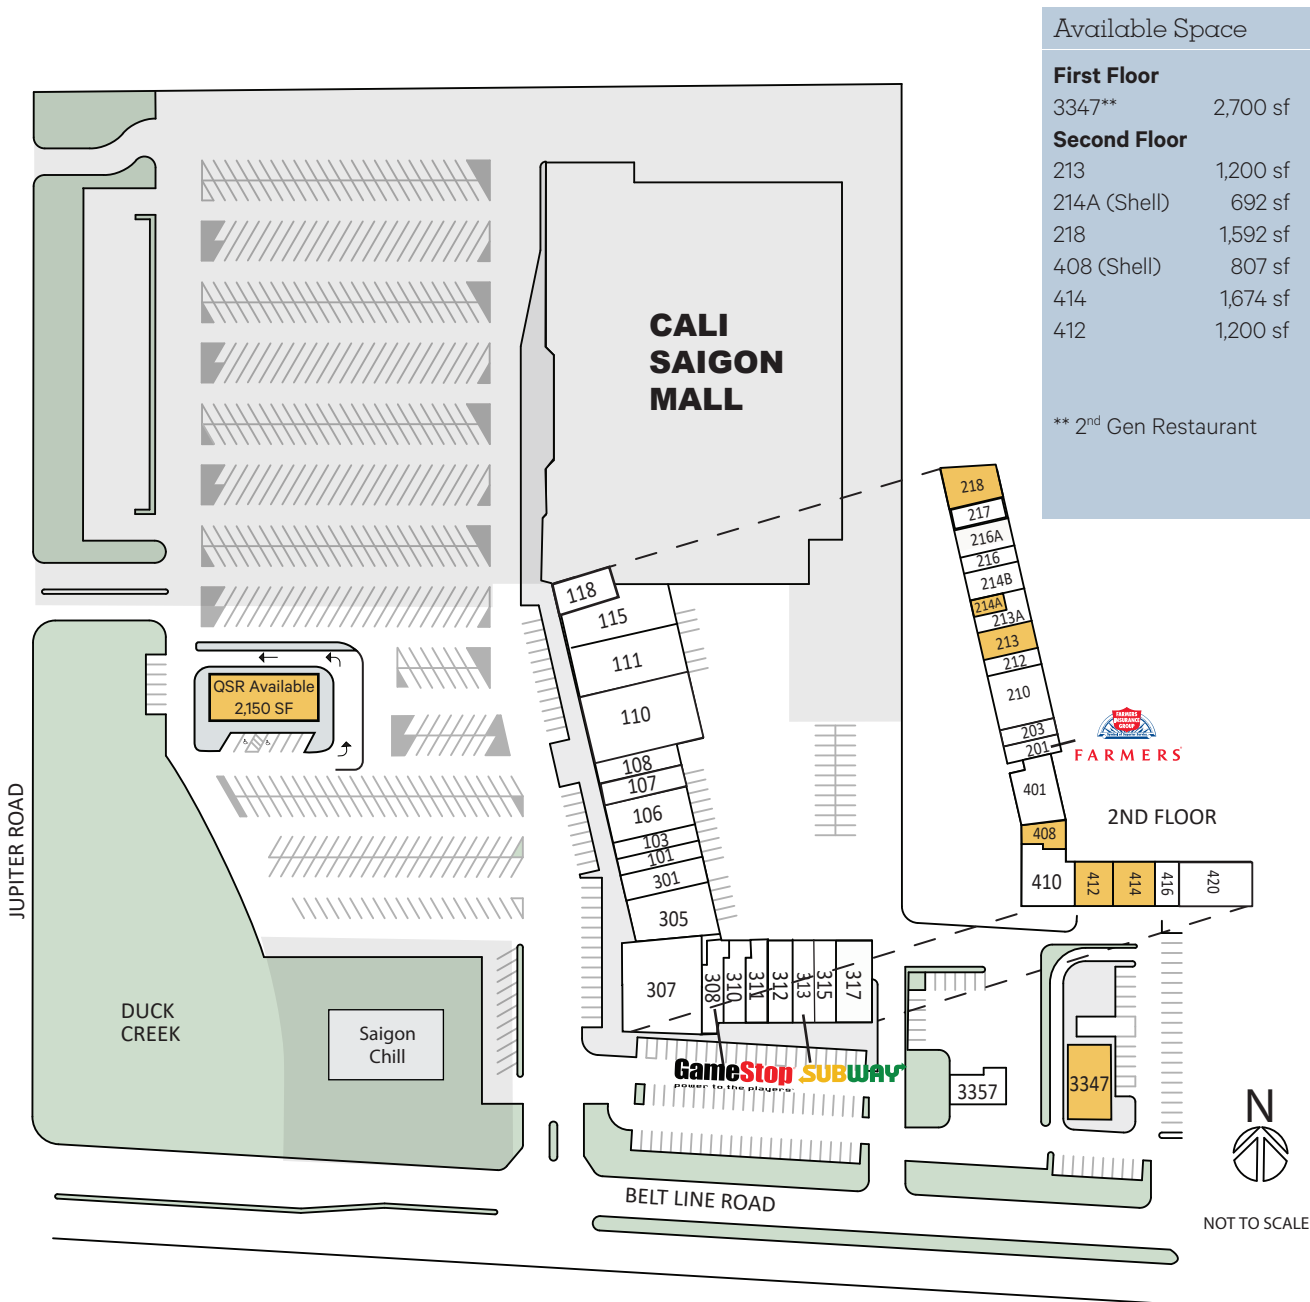 Available Space
First Floor
3347** 2,700 sf
Second Floor
213 1,200 sf
214A (Shell) 692 sf
218 1,592 sf
408 (Shell) 807 sf
414 1,674 sf
412 1,200 sf
** 2nd Gen Restaurant
CALI
SAIGON
MALL
218
217
216A
216
214B
214A
213A
213
212
210
203
201
FARMERS
INSURANCE
GROUP
FARMERS
401
2ND FLOOR
408
410
412
414
416
420
118
115
111
110
108
107
106
103
101
301
305
307
308
310
311
312
313
315
317
QSR Available
2,150 SF
JUPITER ROAD
DUCK
CREEK
Saigon
Chill
GameStop
power to the players
SUBWAY
3357
3347
BELT LINE ROAD
N
NOT TO SCALE